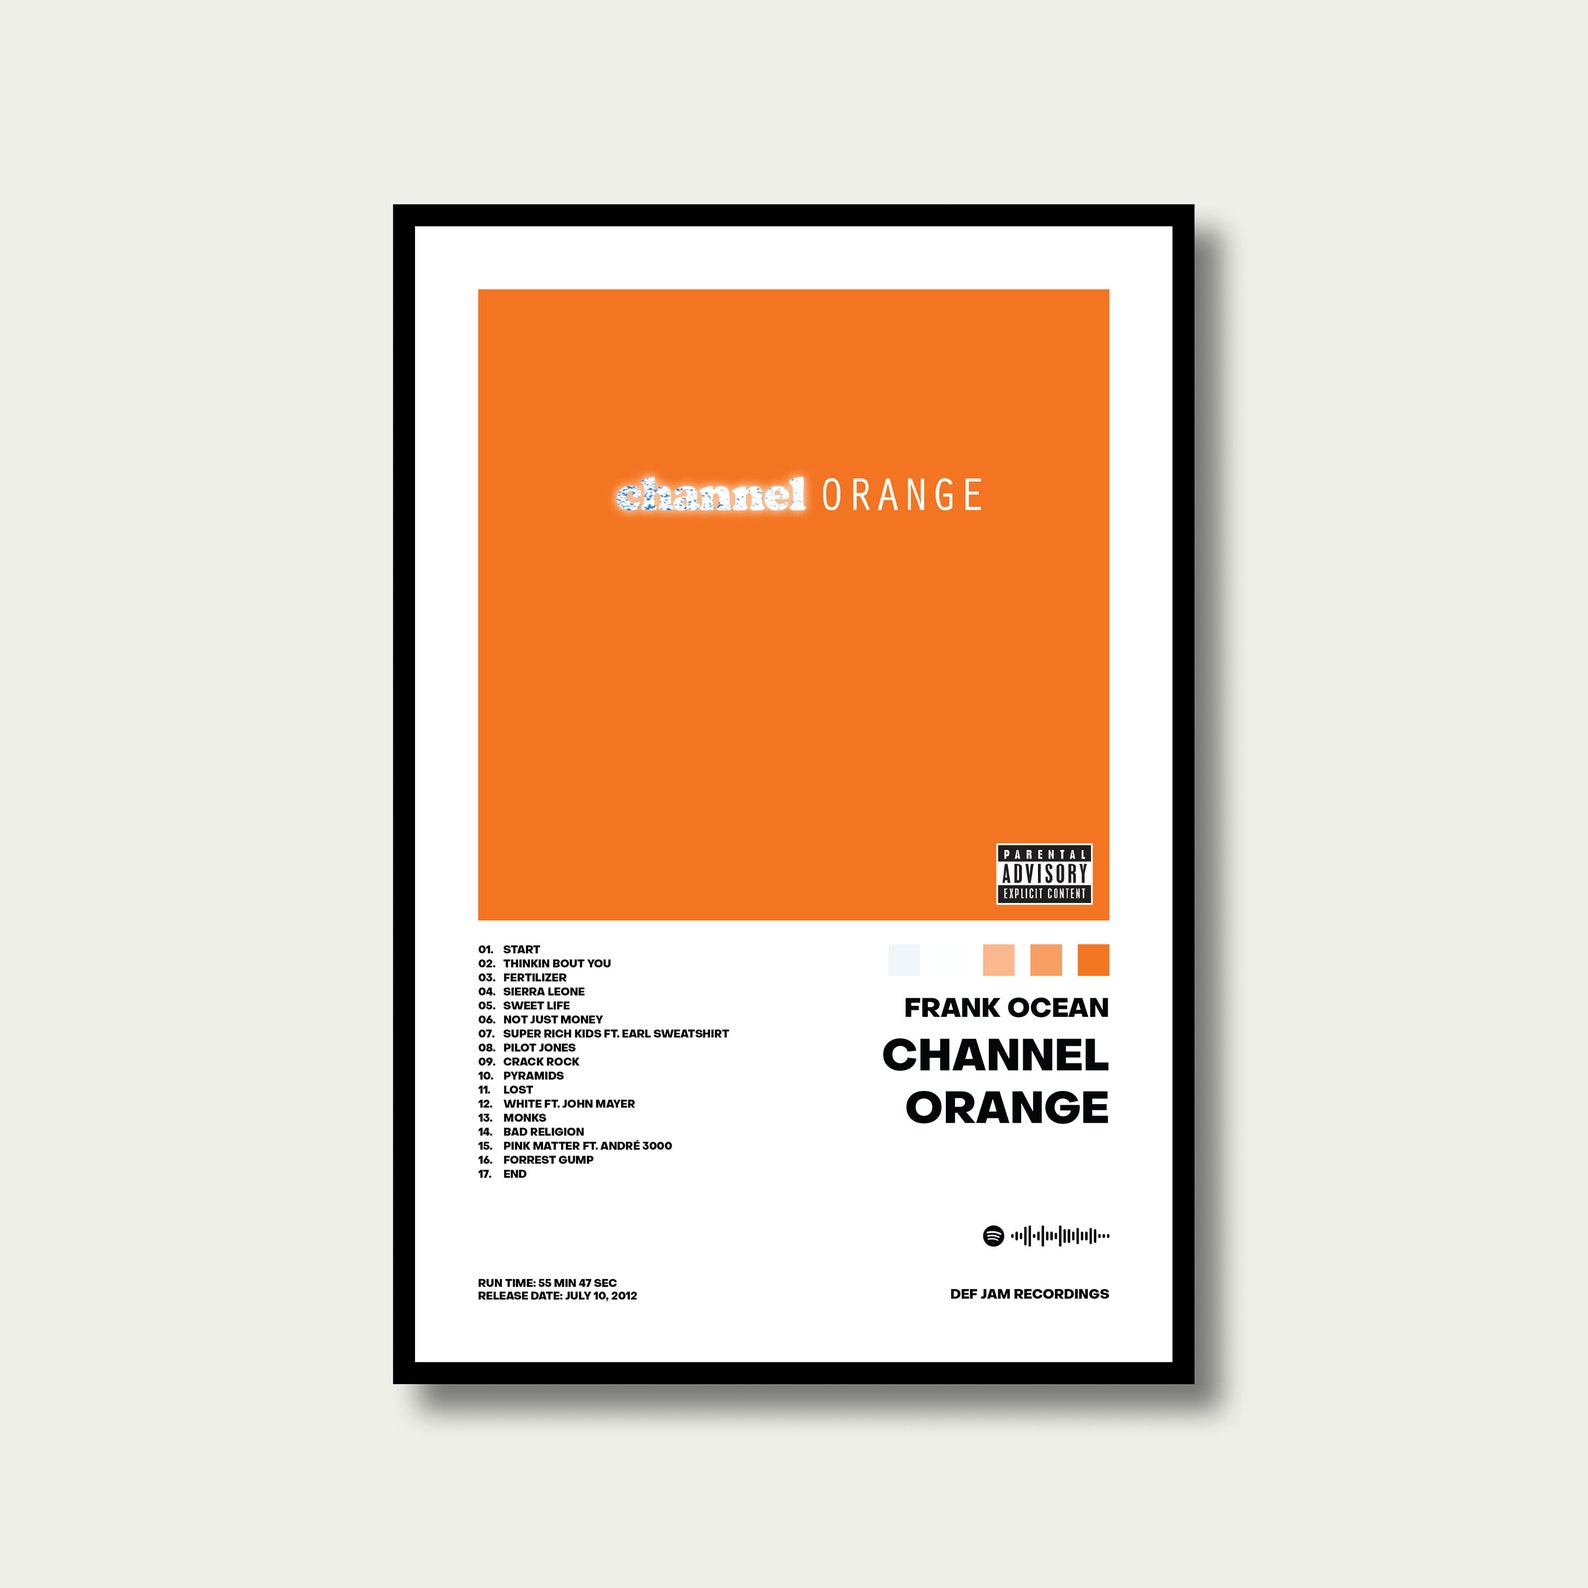 channel ORANGE
PARENTAL
ADVISORY
EXPLICIT CONTENT
01. START
02. THINKIN BOUT YOU
03. FERTILIZER
04. SIERRA LEONE
05. SWEET LIFE
06. NOT JUST MONEY
07. SUPER RICH KIDS FT. EARL SWEATSHIRT
08. PILOT JONES
09. CRACK ROCK
10. PYRAMIDS
11. LOST
12. WHITE FT. JOHN MAYER
13. MONKS
14. BAD RELIGION
15. PINK MATTER FT. ANDRÉ 3000
16. FORREST GUMP
17. END
FRANK OCEAN
CHANNEL
ORANGE
RUN TIME: 55 MIN 47 SEC
RELEASE DATE: JULY 10, 2012
DEF JAM RECORDINGS